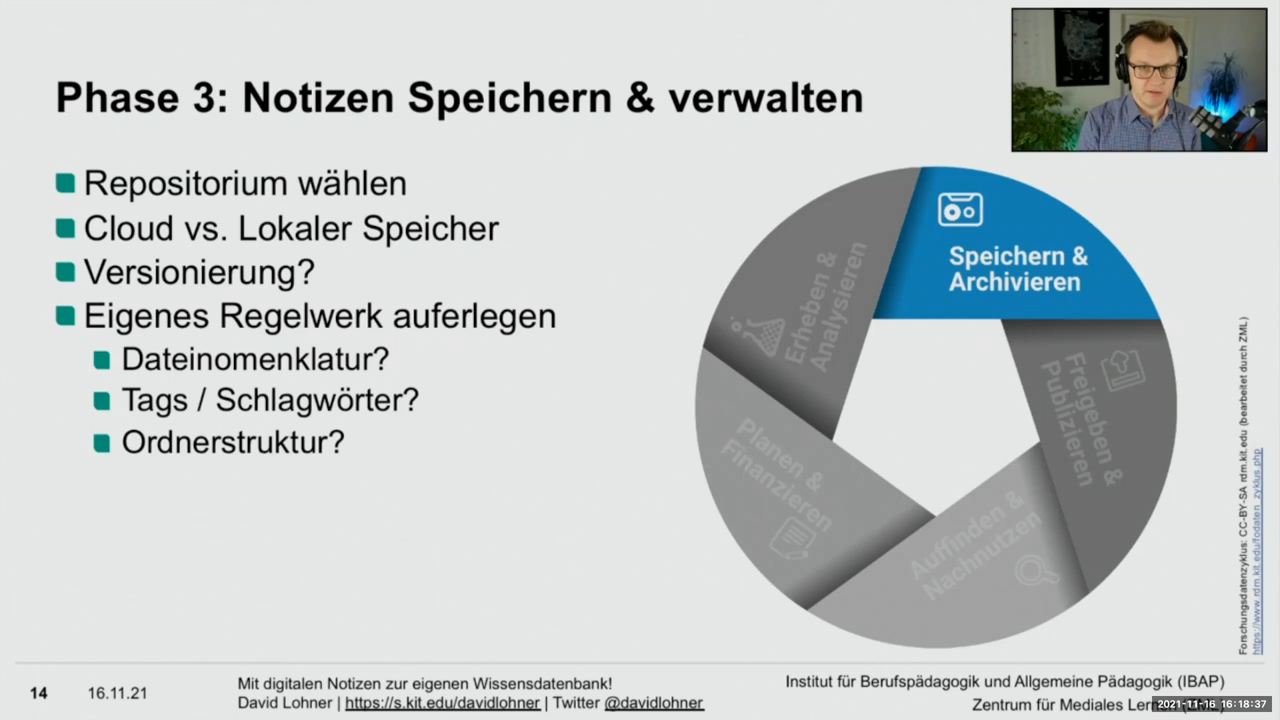 Phase 3: Notizen Speichern & verwalten
Repositorium wählen
Cloud vs. Lokaler Speicher
Versionierung?
Eigenes Regelwerk auferlegen
Dateinomenklatur?
Tags / Schlagwörter?
Ordnerstruktur?
Speichern &
Archivieren
Erheben &
Analysieren
Freigeben &
Publizieren
Planen &
Finanzieren
Auffinden &
Nachnutzen
Forschungsdatenzyklus: CC-BY-SA rdm.kit.edu (bearbeitet durch ZML)
https://www.rdm.kit.edu/fodaten_zyklus.php
14
16.11.21
Mit digitalen Notizen zur eigenen Wissensdatenbank!
David Lohner | https://s.kit.edu/davidlohner | Twitter @davidlohner
Institut für Berufspädagogik und Allgemeine Pädagogik (IBAP)
Zentrum für Mediales Lernen (ZML)
2021-11-16 16:18:37